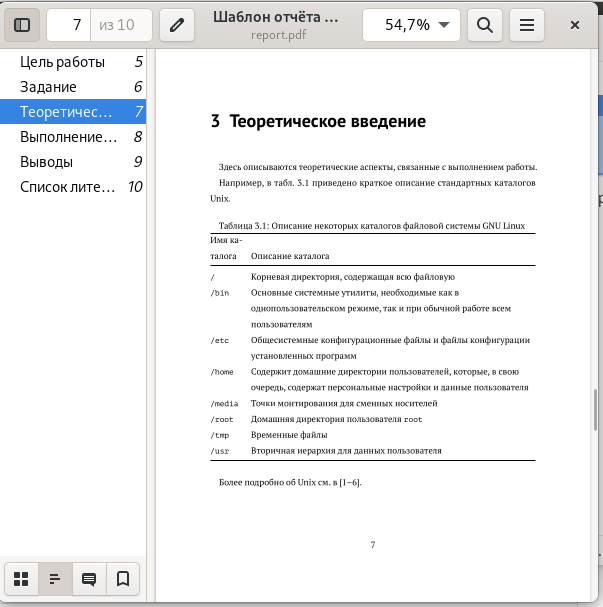 7 из 10 Шаблон отчёта ... 54,7%
report.pdf
Цель работы 5
Задание 6
Теоретичес... 7
Выполнение... 8
Выводы 9
Список лите... 10
3 Теоретическое введение
Здесь описываются теоретические аспекты, связанные с выполнением работы.
Например, в табл. 3.1 приведено краткое описание стандартных каталогов
Unix.
Таблица 3.1: Описание некоторых каталогов файловой системы GNU Linux
Имя ка-
талога Описание каталога
/ Корневая директория, содержащая всю файловую
/bin Основные системные утилиты, необходимые как в
однопользовательском режиме, так и при обычной работе всем
пользователям
/etc Общесистемные конфигурационные файлы и файлы конфигурации
установленных программ
/home Содержит домашние директории пользователей, которые, в свою
очередь, содержат персональные настройки и данные пользователя
/media Точки монтирования для сменных носителей
/root Домашняя директория пользователя root
/tmp Временные файлы
/usr Вторичная иерархия для данных пользователя
Более подробно об Unix см. в [1–6].
7